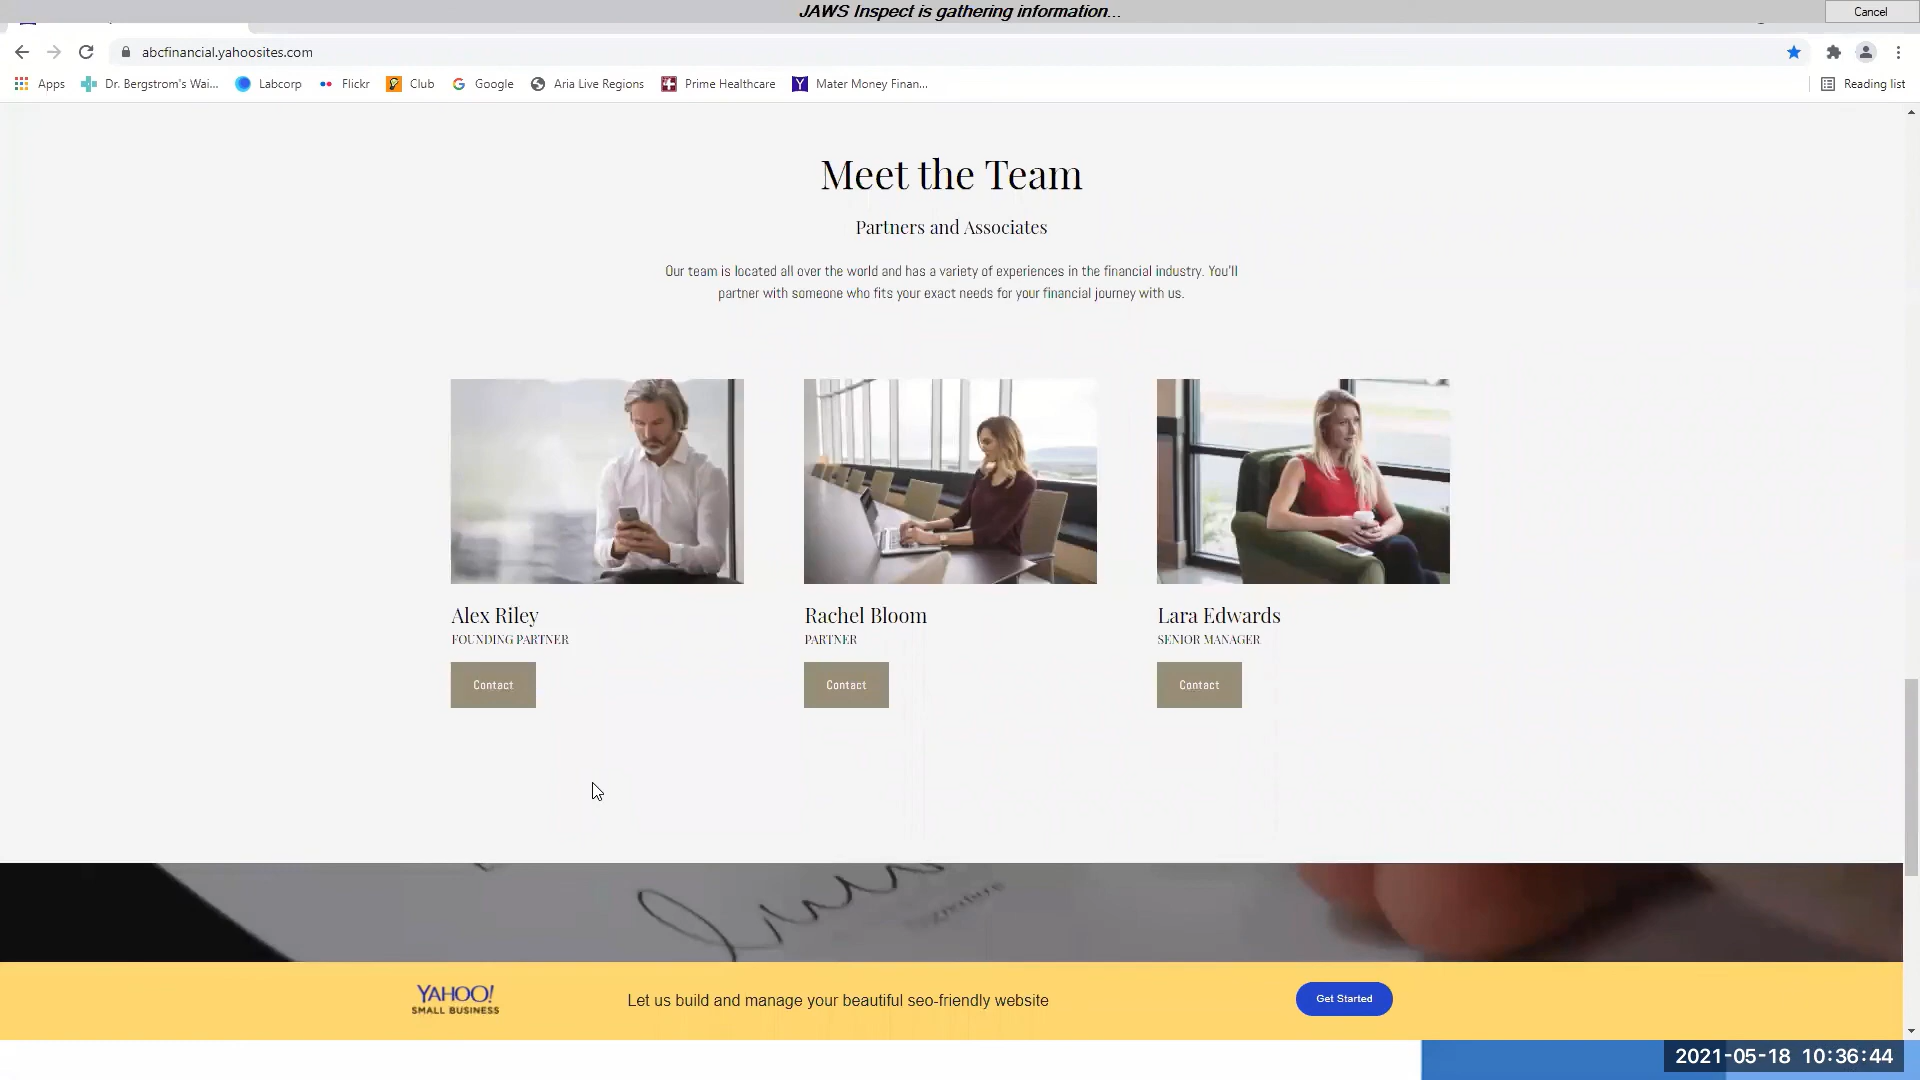 JAWS Inspect is gathering information...
Cancel
abcfinancial.yahoosites.com
Apps
Dr. Bergstrom's Wai...
Labcorp
Flickr
Club
Google
Aria Live Regions
Prime Healthcare
Mater Money Finan...
Reading list
Meet the Team
Partners and Associates
Our team is located all over the world and has a variety of experiences in the financial industry. You'll
partner with someone who fits your exact needs for your financial journey with us.
Alex Riley
FOUNDING PARTNER
Contact
Rachel Bloom
PARTNER
Contact
Lara Edwards
SENIOR MANAGER
Contact
YAHOO!
SMALL BUSINESS
Let us build and manage your beautiful seo-friendly website
Get Started
2021-05-18 10:36:44